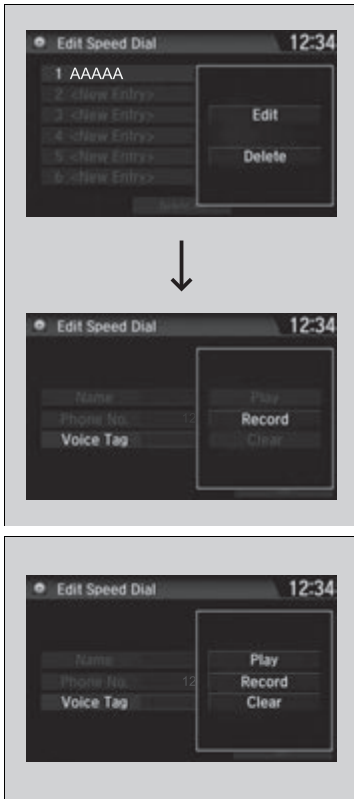 Edit Speed Dial 12:34
1 AAAAA
2 <New Entry>
3 <New Entry>
4 <New Entry>
5 <New Entry>
6 <New Entry>
Edit
Delete
Edit Speed Dial 12:34
Name
Phone No. 12
Voice Tag
Play
Record
Clear
Edit Speed Dial 12:34
Name
Phone No. 12
Voice Tag
Play
Record
Clear